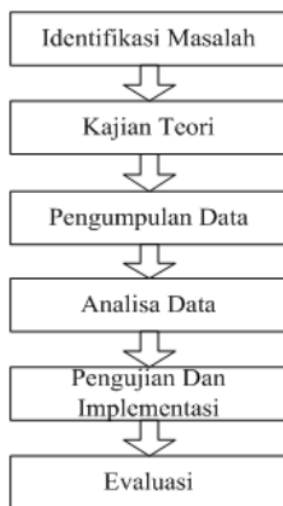 Identifikasi Masalah
Kajian Teori
Pengumpulan Data
Analisa Data
Pengujian Dan
Implementasi
Evaluasi